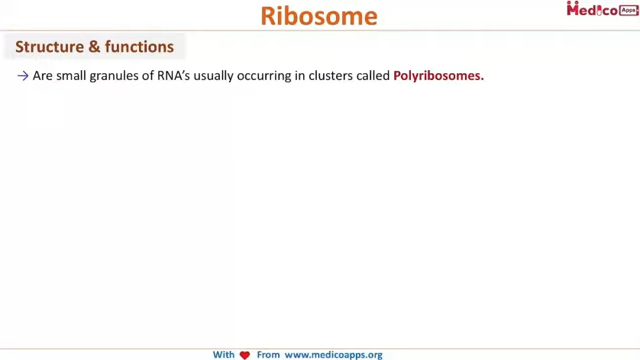 Ribosome
Medico Apps
Structure & functions
→ Are small granules of RNA's usually occurring in clusters called Polyribosomes.
With ❤ From www.medicoapps.org